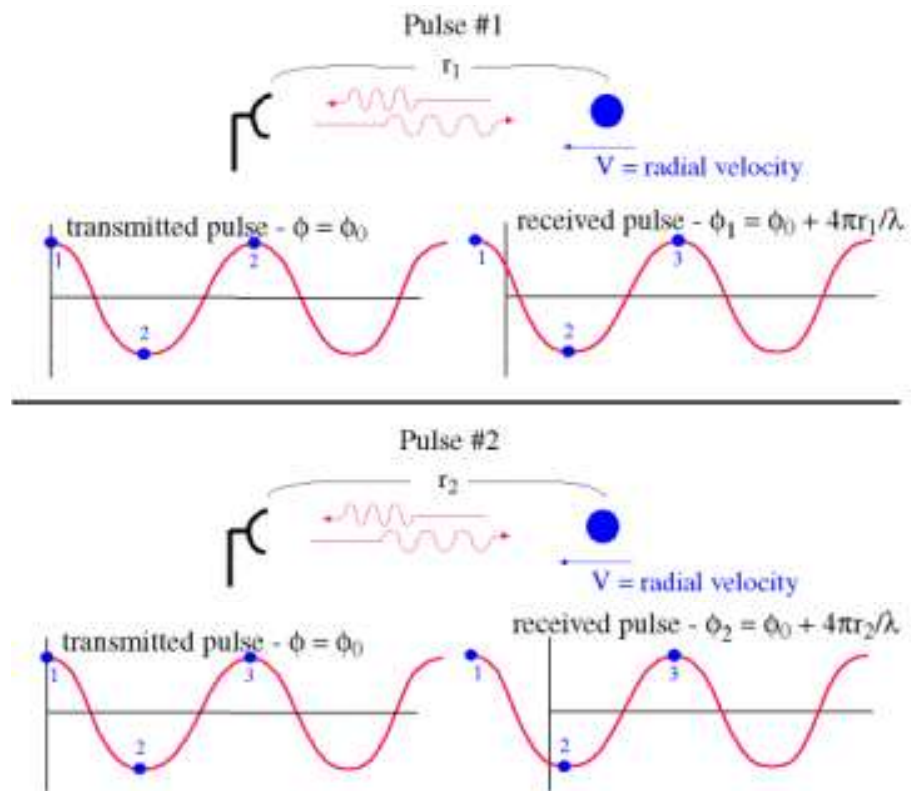 Pulse #1
r₁
V = radial velocity
transmitted pulse - ϕ = ϕ₀
received pulse - ϕ₁ = ϕ₀ + 4πr₁/λ
1
2
2
1
2
3
Pulse #2
r₂
V = radial velocity
transmitted pulse - ϕ = ϕ₀
received pulse - ϕ₂ = ϕ₀ + 4πr₂/λ
1
2
3
1
2
3